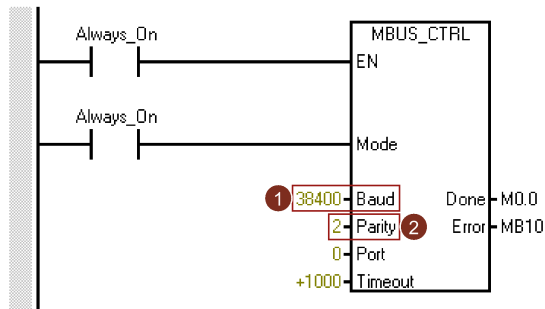 Always_On
MBUS_CTRL
EN
Always_On
Mode
1 38400 Baud Done M0.0
2 Parity 2 Error MB10
0 Port
+1000 Timeout